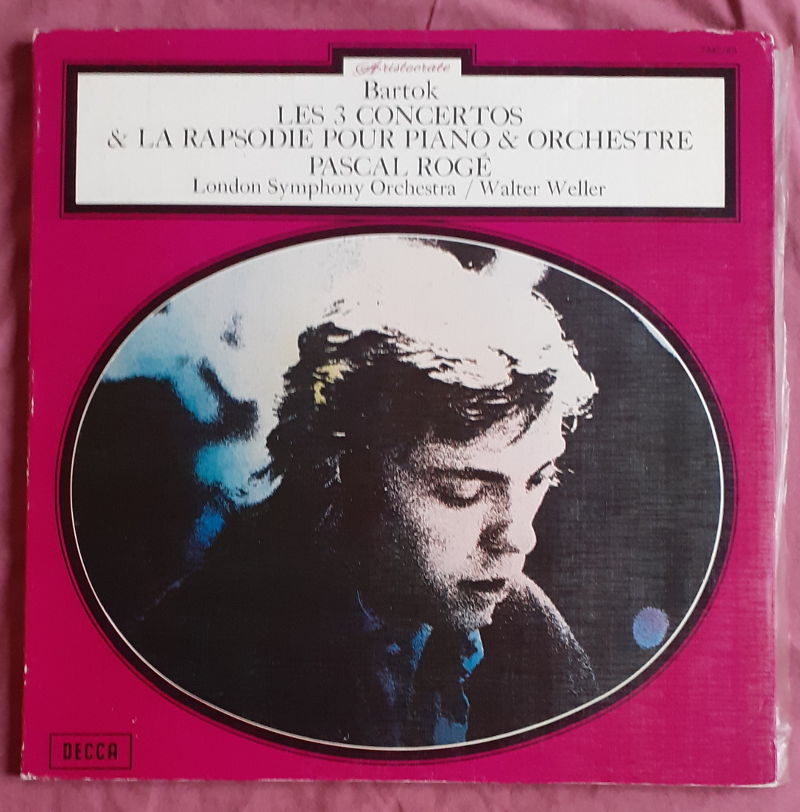 Aristocrate
Bartok
LES 3 CONCERTOS
& LA RAPSODIE POUR PIANO & ORCHESTRE
PASCAL ROGÉ
London Symphony Orchestra / Walter Weller
DECCA